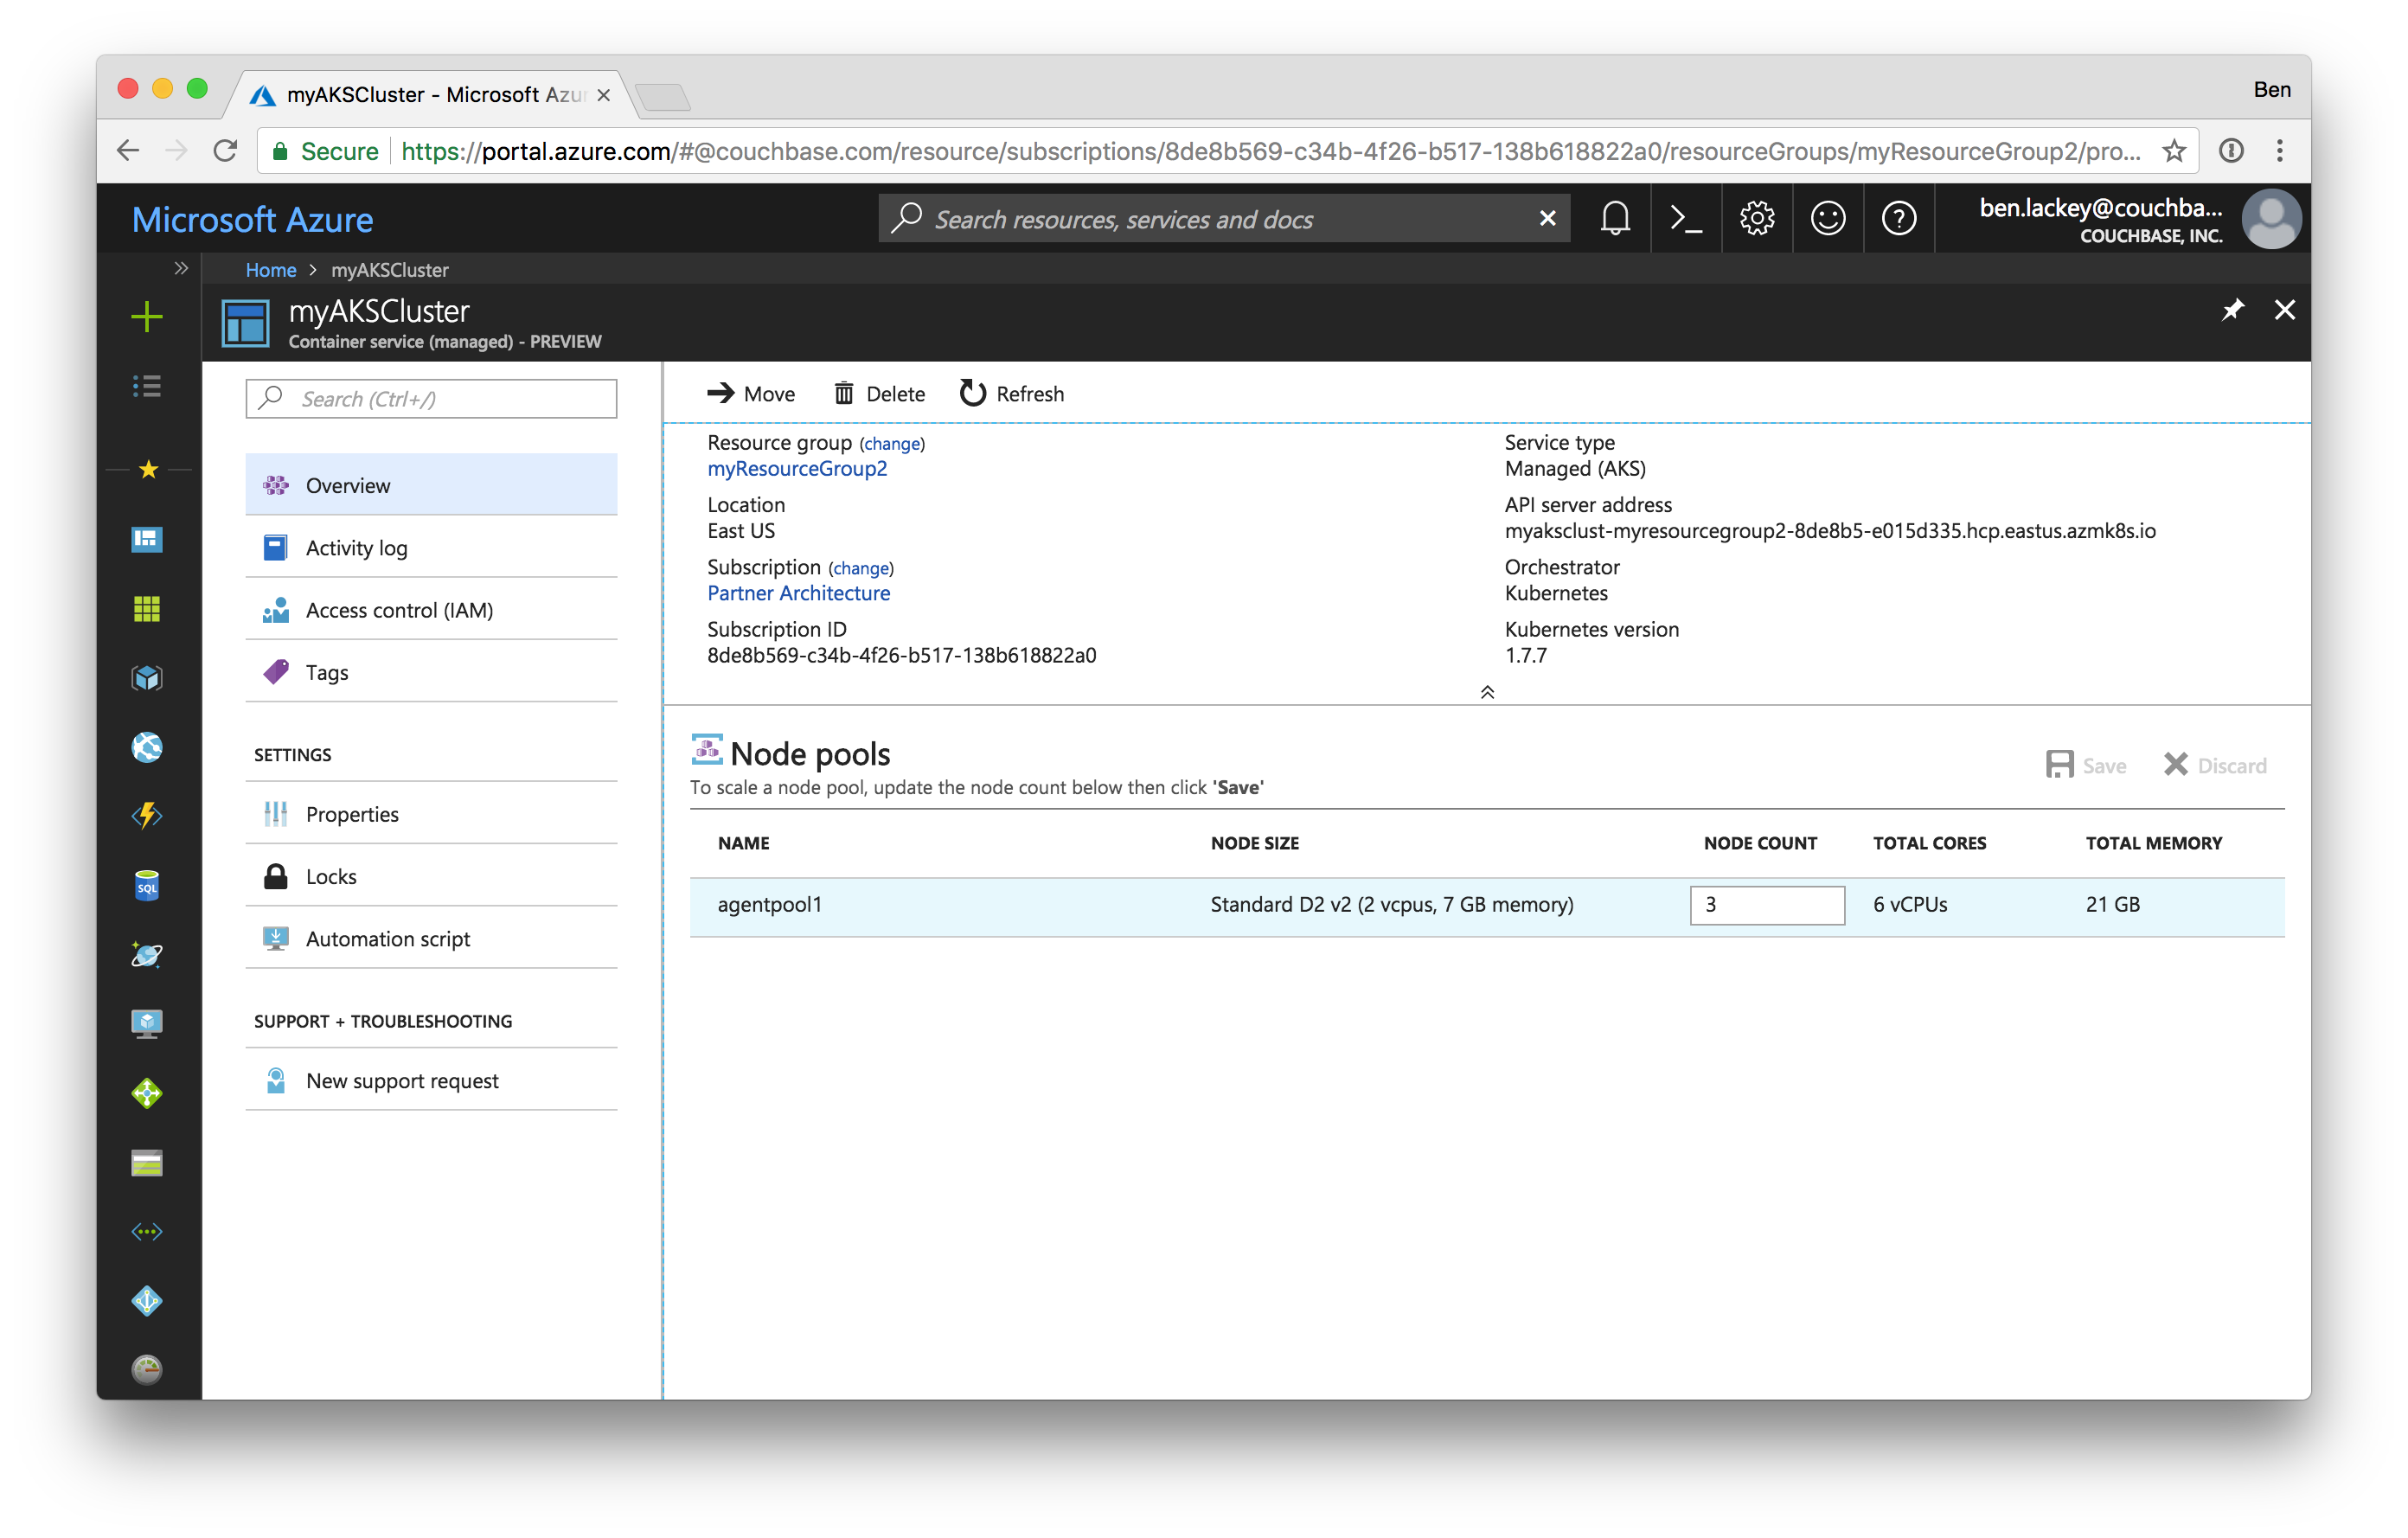 myAKSCluster - Microsoft Azu
Ben
Secure https://portal.azure.com/#@couchbase.com/resource/subscriptions/8de8b569-c34b-4f26-b517-138b618822a0/resourceGroups/myResourceGroup2/pro...
Microsoft Azure
Search resources, services and docs
ben.lackey@couchba...
COUCHBASE, INC.
Home > myAKSCluster
myAKSCluster
Container service (managed) - PREVIEW
Search (Ctrl+/)
Overview
Activity log
Access control (IAM)
Tags
SETTINGS
Properties
Locks
Automation script
SUPPORT + TROUBLESHOOTING
New support request
SQL
Move Delete Refresh
Resource group (change)
myResourceGroup2
Location
East US
Subscription (change)
Partner Architecture
Subscription ID
8de8b569-c34b-4f26-b517-138b618822a0
Service type
Managed (AKS)
API server address
myaksclust-myresourcegroup2-8de8b5-e015d335.hcp.eastus.azmk8s.io
Orchestrator
Kubernetes
Kubernetes version
1.7.7
Node pools
To scale a node pool, update the node count below then click 'Save'
Save Discard
NAME NODE SIZE NODE COUNT TOTAL CORES TOTAL MEMORY
agentpool1 Standard D2 v2 (2 vcpus, 7 GB memory) 3 6 vCPUs 21 GB